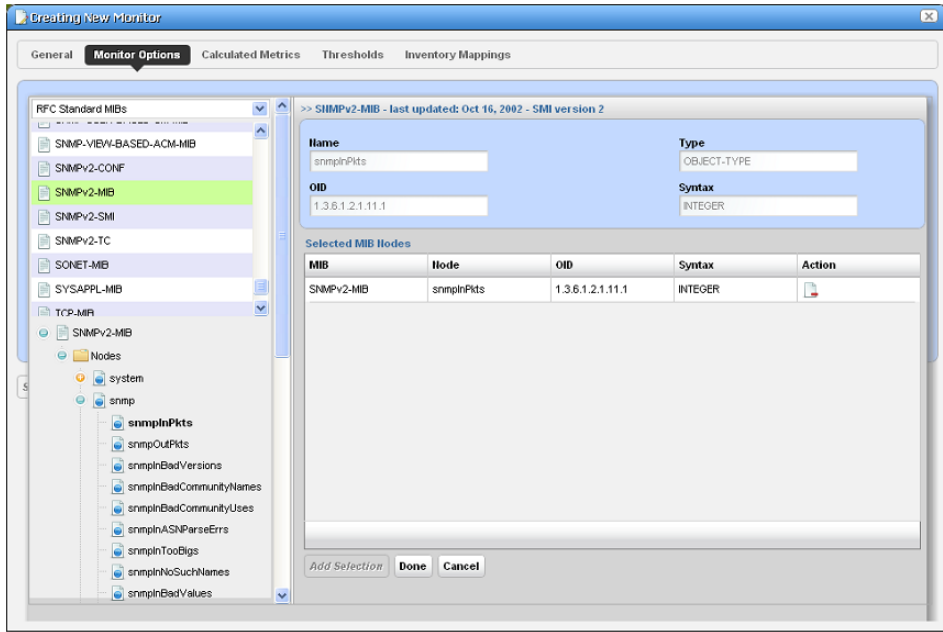 Creating New Monitor
General Monitor Options Calculated Metrics Thresholds Inventory Mappings
RFC Standard MIBs
SNMP-VIEW-BASED-ACM-MIB
SNMPv2-CONF
SNMPv2-MIB
SNMPv2-SMI
SNMPv2-TC
SONET-MIB
SYSAPPL-MIB
TCP-MIB
SNMPv2-MIB
Nodes
system
snmp
snmpInPkts
snmpOutPkts
snmpInBadVersions
snmpInBadCommunityNames
snmpInBadCommunityUses
snmpInASNParseErrs
snmpInTooBigs
snmpInNoSuchNames
snmpInBadValues
>> SNMPv2-MIB - last updated: Oct 16, 2002 - SMI version 2
Name Type
snmpInPkts OBJECT-TYPE
OID Syntax
1.3.6.1.2.1.11.1 INTEGER
Selected MIB Nodes
MIB Node OID Syntax Action
SNMPv2-MIB snmpInPkts 1.3.6.1.2.1.11.1 INTEGER
Add Selection Done Cancel